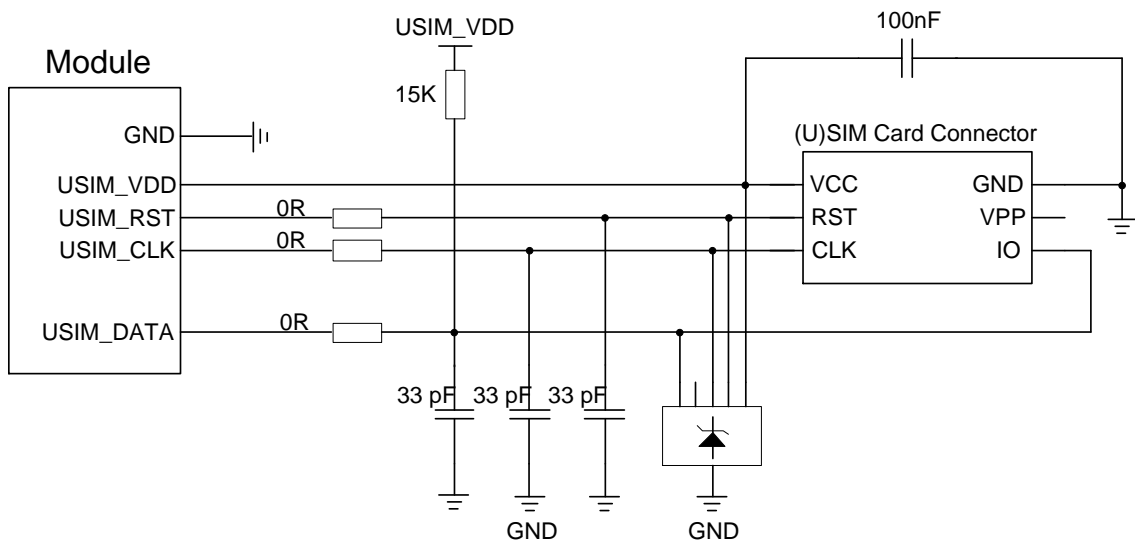 100nF
USIM_VDD
Module
15K
(U)SIM Card Connector
GND
USIM_VDD
USIM_RST
USIM_CLK
USIM_DATA
0R
0R
0R
VCC
RST
CLK
GND
VPP
IO
33 pF
33 pF
33 pF
GND
GND